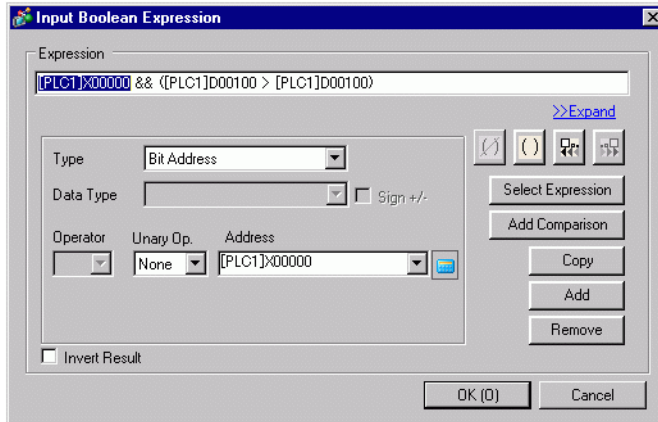 Input Boolean Expression
Expression
[PLC1]X00000 && ([PLC1]D00100 > [PLC1]D00100)
>>Expand
Type
Bit Address
Data Type
Sign +/-
Select Expression
Add Comparison
Operator
Unary Op.
Address
None
[PLC1]X00000
Copy
Add
Remove
Invert Result
OK (O)
Cancel